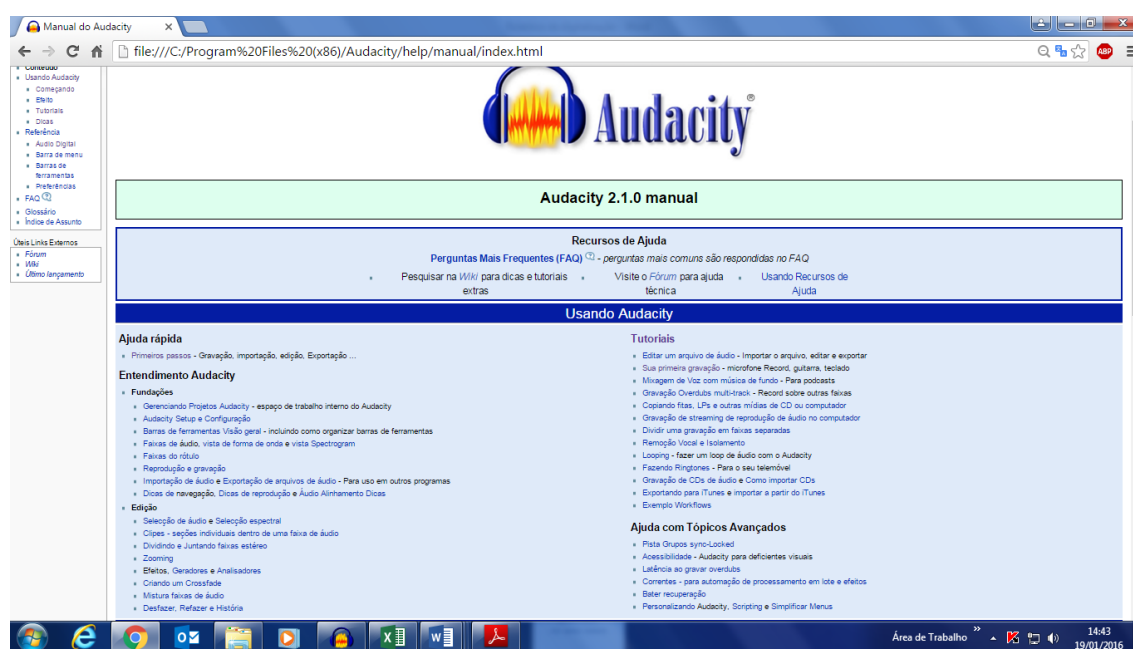 Manual do Audacity
file:///C:/Program%20Files%20(x86)/Audacity/help/manual/index.html
ABP
Conteúdo
Usando Audacity
Começando
Efeito
Tutoriais
Dicas
Referência
Audio Digital
Barra de menu
Barras de
ferramentas
Preferências
FAQ
Glossário
Índice de Assunto
Úteis Links Externos
Fórum
Wiki
Último lançamento
Audacity®
Audacity 2.1.0 manual
Recursos de Ajuda
Perguntas Mais Frequentes (FAQ) - perguntas mais comuns são respondidas no FAQ
Pesquisar na Wiki para dicas e tutoriais
extras
Visite o Fórum para ajuda
técnica
Usando Recursos de
Ajuda
Usando Audacity
Ajuda rápida
Primeiros passos - Gravação, importação, edição, Exportação ...
Entendimento Audacity
Fundações
Gerenciando Projetos Audacity - espaço de trabalho interno do Audacity
Audacity Setup e Configuração
Barras de ferramentas Visão geral - incluindo como organizar barras de ferramentas
Faixas de áudio, vista de forma de onda e vista Spectrogram
Faixas do rótulo
Reprodução e gravação
Importação de áudio e Exportação de arquivos de áudio - Para uso em outros programas
Dicas de navegação, Dicas de reprodução e Áudio Alinhamento Dicas
Edição
Selecção de áudio e Selecção espectral
Clipes - seções individuais dentro de uma faixa de áudio
Dividindo e Juntando faixas estéreo
Zooming
Efeitos, Geradores e Analisadores
Criando um Crossfade
Mistura faixas de áudio
Desfazer, Refazer e História
Tutoriais
Editar um arquivo de áudio - Importar o arquivo, editar e exportar
Sua primeira gravação - microfone Record, guitarra, teclado
Mixagem de Voz com música de fundo - Para podcasts
Gravação Overdubs multi-track - Record sobre outras faixas
Copiando fitas, LPs e outras mídias de CD ou computador
Gravação de streaming de reprodução de áudio no computador
Dividir uma gravação em faixas separadas
Remoção Vocal e Isolamento
Looping - fazer um loop de áudio com o Audacity
Fazendo Ringtones - Para o seu telemóvel
Gravação de CDs de áudio e Como importar CDs
Exportando para iTunes e importar a partir do iTunes
Exemplo Workflows
Ajuda com Tópicos Avançados
Pista Grupos sync-Locked
Acessibilidade - Audacity para deficientes visuais
Latência ao gravar overdubs
Correntes - para automação de processamento em lote e efeitos
Bater recuperação
Personalizando Audacity, Scripting e Simplificar Menus
Área de Trabalho
14:43
19/01/2016